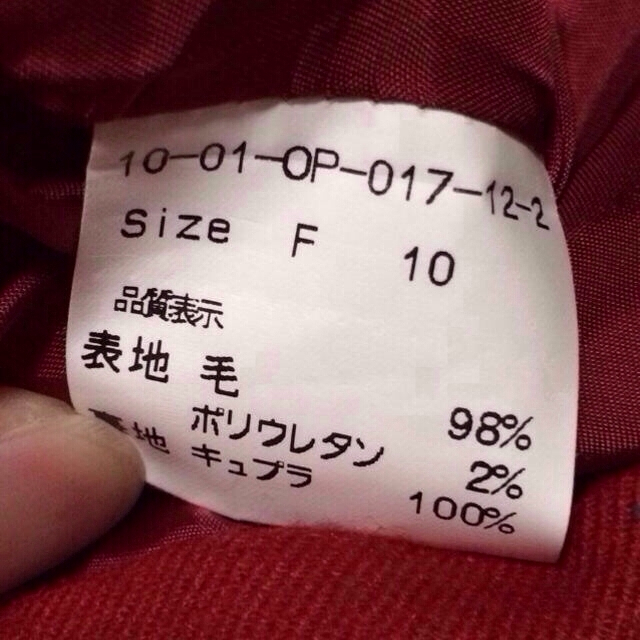 10-01-OP-017-12-2
Size F 10
品質表示
表地 毛 98%
ポリウレタン 2%
裏地 キュプラ 100%